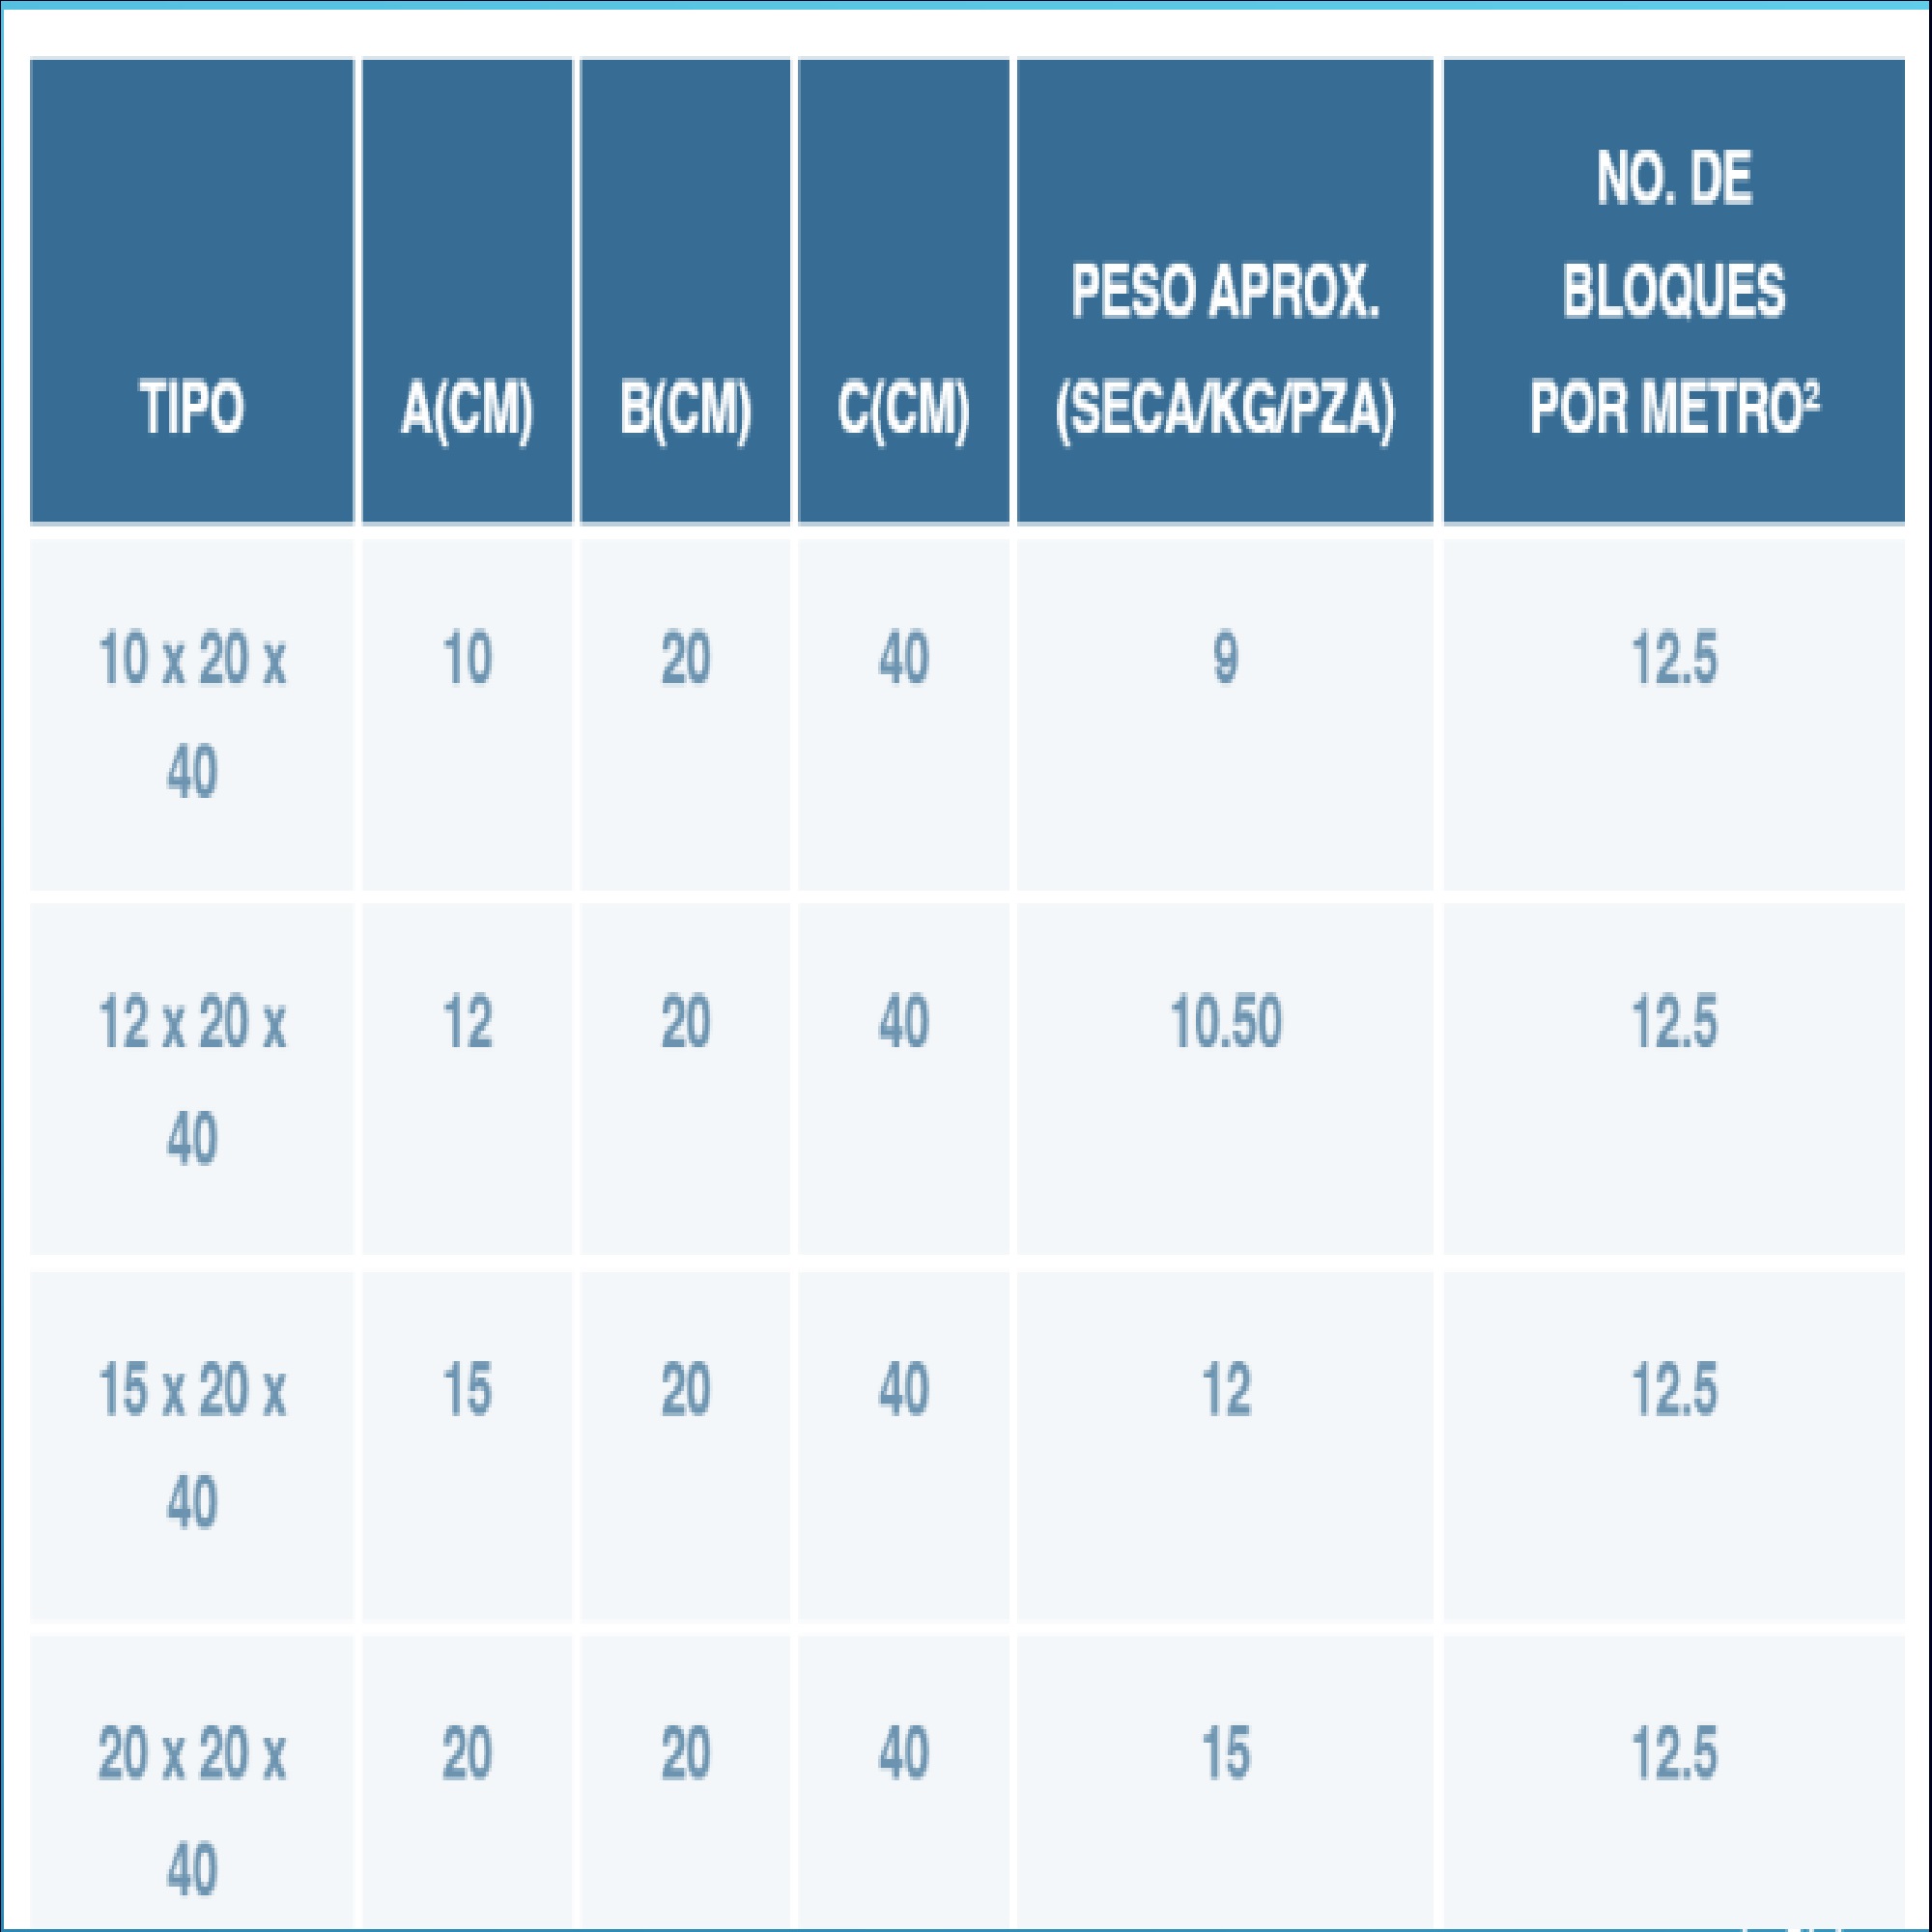 TIPO A(CM) B(CM) C(CM) PESO APROX. (SECA/KG/PZA) NO. DE BLOQUES POR METRO²
10 x 20 x 40 10 20 40 9 12.5
12 x 20 x 40 12 20 40 10.50 12.5
15 x 20 x 40 15 20 40 12 12.5
20 x 20 x 40 20 20 40 15 12.5